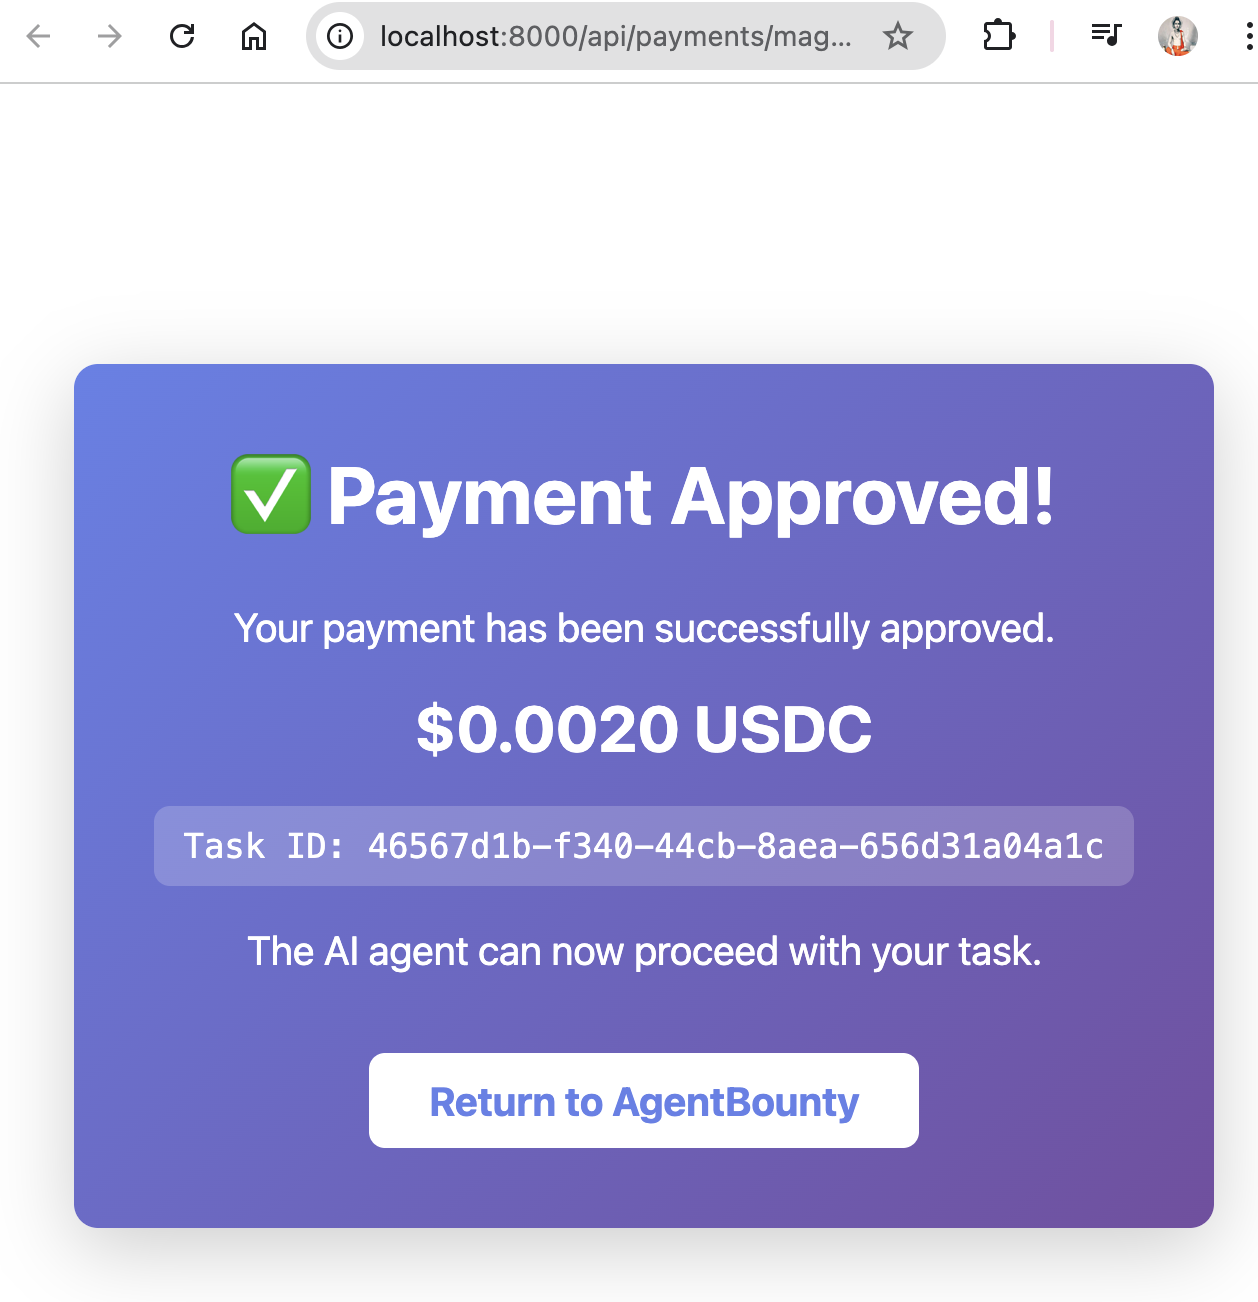 localhost:8000/api/payments/mag...
✅ Payment Approved!
Your payment has been successfully approved.
$0.0020 USDC
Task ID: 46567d1b-f340-44cb-8aea-656d31a04a1c
The AI agent can now proceed with your task.
Return to AgentBounty